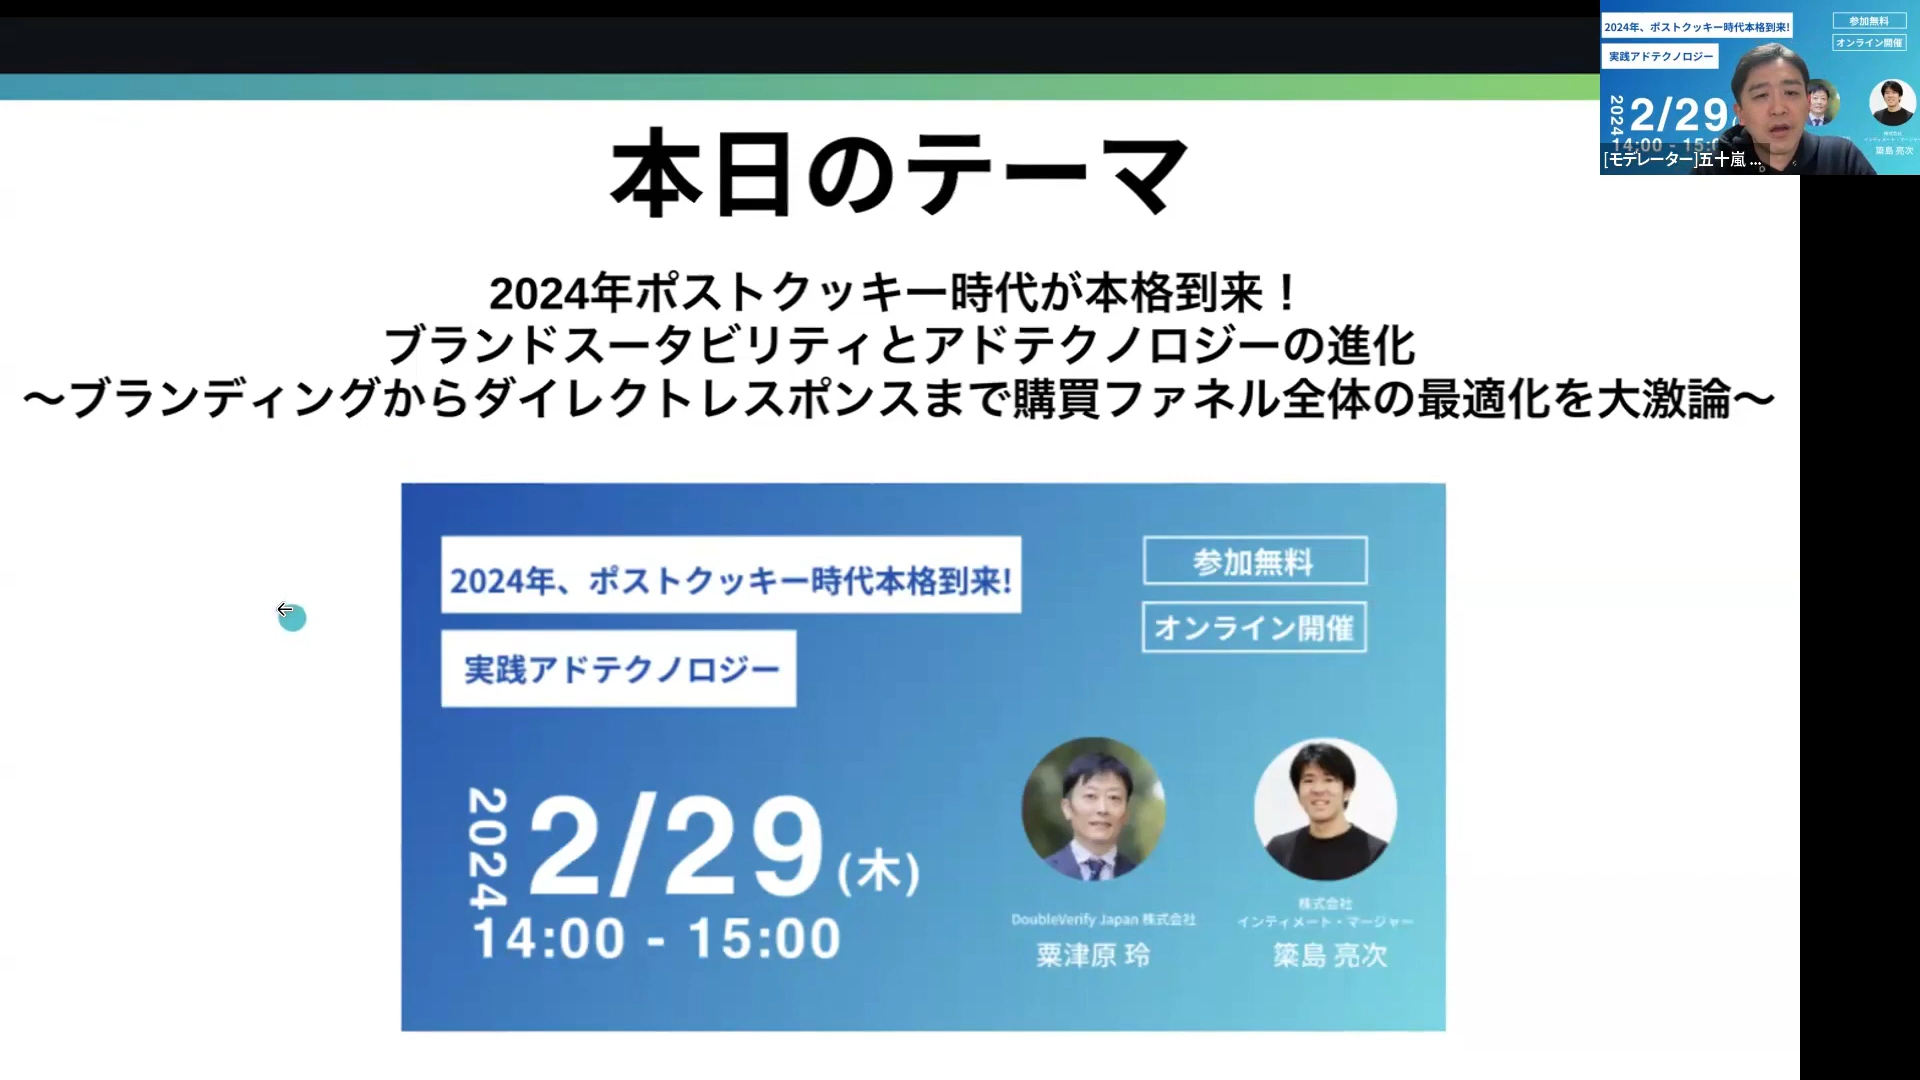 本日のテーマ
2024年ポストクッキー時代が本格到来！
ブランドスータビリティとアドテクノロジーの進化
～ブランディングからダイレクトレスポンスまで購買ファネル全体の最適化を大激論～
2024年、ポストクッキー時代本格到来!
実践アドテクノロジー
参加無料
オンライン開催
2024
2/29(木)
14:00 - 15:00
DoubleVerify Japan 株式会社
粟津原 玲
株式会社
インティメート・マージャー
簗島 亮次
2024年、ポストクッキー時代本格到来!
実践アドテクノロジー
参加無料
オンライン開催
2024
2/29
14:00 - 15:0
株式会社
簗島 亮次
[モデレーター]五十嵐 ...